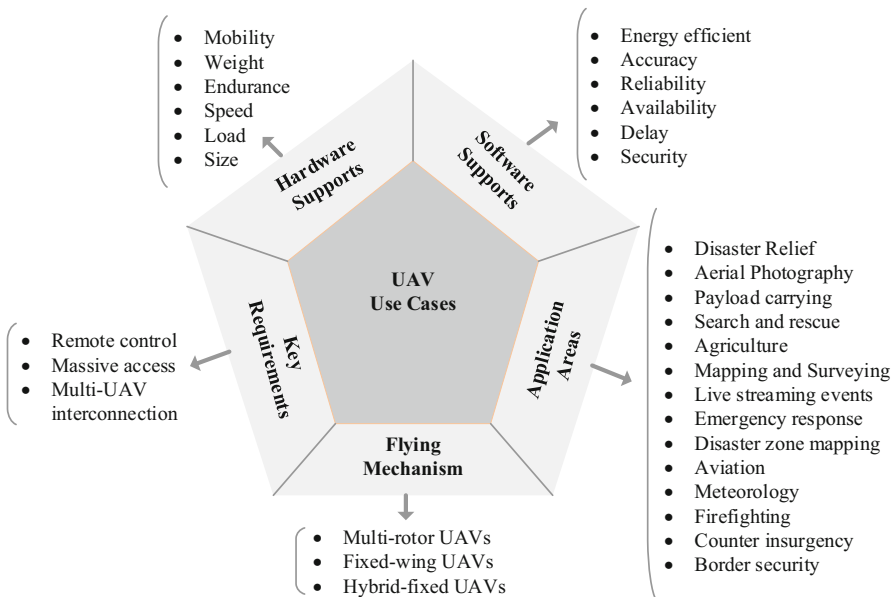 • Mobility
• Weight
• Endurance
• Speed
• Load
• Size
Hardware
Supports
• Energy efficient
• Accuracy
• Reliability
• Availability
• Delay
• Security
Software
Supports
UAV
Use Cases
• Disaster Relief
• Aerial Photography
• Payload carrying
• Search and rescue
• Agriculture
• Mapping and Surveying
• Live streaming events
• Emergency response
• Disaster zone mapping
• Aviation
• Meteorology
• Firefighting
• Counter insurgency
• Border security
Application
Areas
Key
Requirements
• Remote control
• Massive access
• Multi-UAV
interconnection
Flying
Mechanism
• Multi-rotor UAVs
• Fixed-wing UAVs
• Hybrid-fixed UAVs